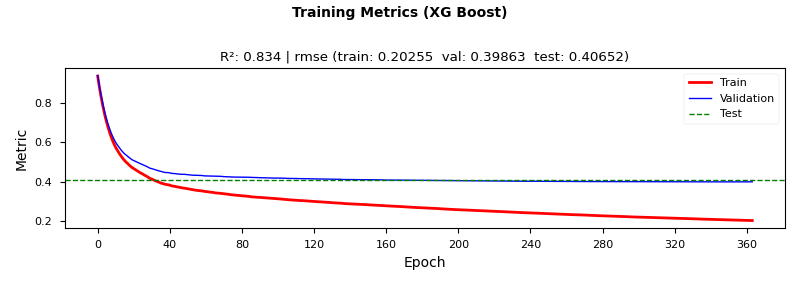 Training Metrics (XG Boost)
R²: 0.834 | rmse (train: 0.20255  val: 0.39863  test: 0.40652)
Train
Validation
Test
Metric
0.8
0.6
0.4
0.2
0 40 80 120 160 200 240 280 320 360
Epoch